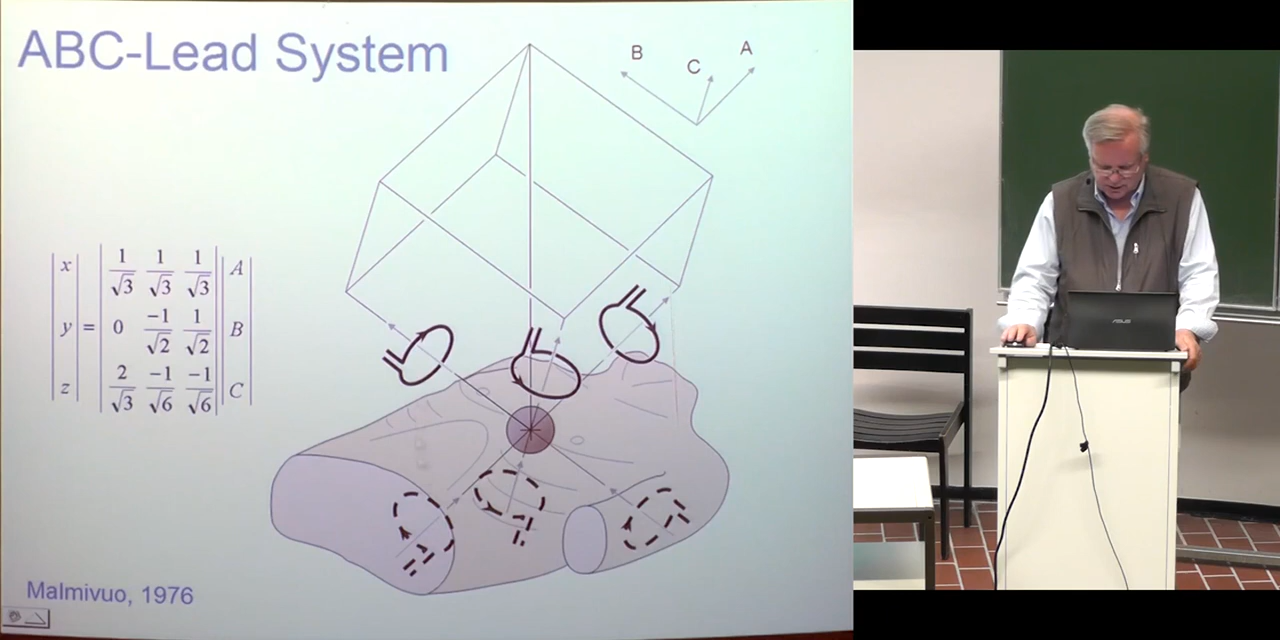 ABC-Lead System
B C A
x 1/√3 1/√3 1/√3 A
y = 0 -1/√2 1/√2 B
z 2/√3 -1/√6 -1/√6 C
Malmivuo, 1976
ASUS